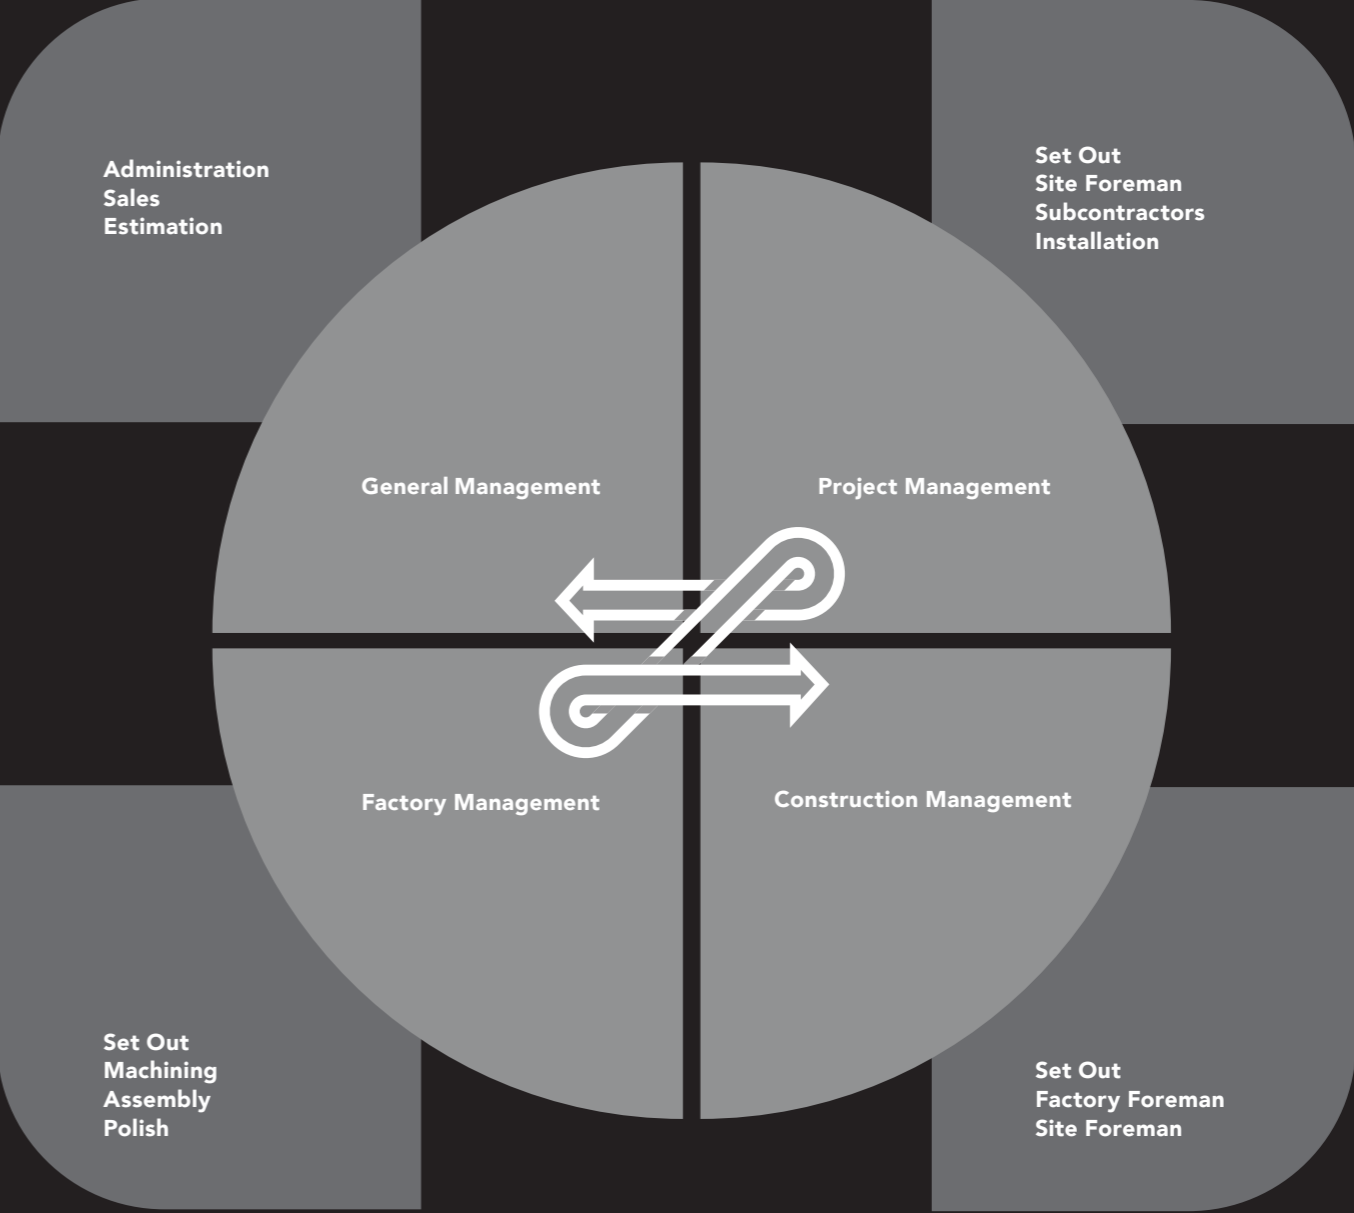 Administration
Sales
Estimation
Set Out
Site Foreman
Subcontractors
Installation
General Management
Project Management
Factory Management
Construction Management
Set Out
Machining
Assembly
Polish
Set Out
Factory Foreman
Site Foreman